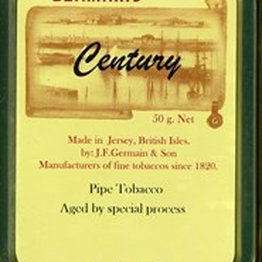 Century
50 g. Net
Made in Jersey, British Isles.
by: J.F.Germain & Son
Manufacturers of fine tobaccos since 1820.
Pipe Tobacco
Aged by special process